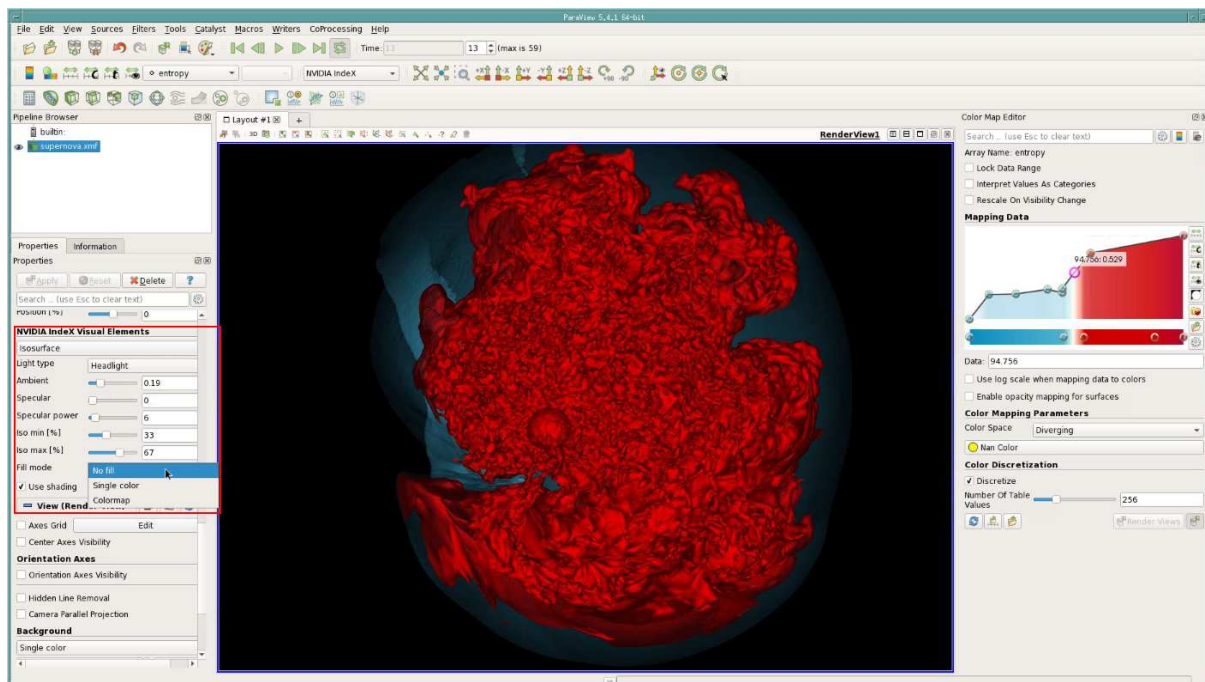 ParaView 5.4.1 64-bit
File Edit View Sources Filters Tools Catalyst Macros Writers CoProcessing Help
Time: 13 13 (max is 59)
entropy NVIDIA IndeX
Pipeline Browser
builtin:
supernova.xmf
Properties Information
Properties
Apply Reset Delete ?
Search ... (use Esc to clear text)
Position [%] 0
NVIDIA IndeX Visual Elements
Isosurface
Light type Headlight
Ambient 0.19
Specular 0
Specular power 6
Iso min [%] 33
Iso max [%] 67
Fill mode No fill
Single color
Colormap
Use shading
View (Render View)
Axes Grid Edit
Center Axes Visibility
Orientation Axes
Orientation Axes Visibility
Hidden Line Removal
Camera Parallel Projection
Background
Single color
Layout #1 +
3D
RenderView1
Color Map Editor
Search ... (use Esc to clear text)
Array Name: entropy
Lock Data Range
Interpret Values As Categories
Rescale On Visibility Change
Mapping Data
94.756: 0.529
Data: 94.756
Use log scale when mapping data to colors
Enable opacity mapping for surfaces
Color Mapping Parameters
Color Space Diverging
Nan Color
Color Discretization
Discretize
Number Of Table Values 256
Render Views